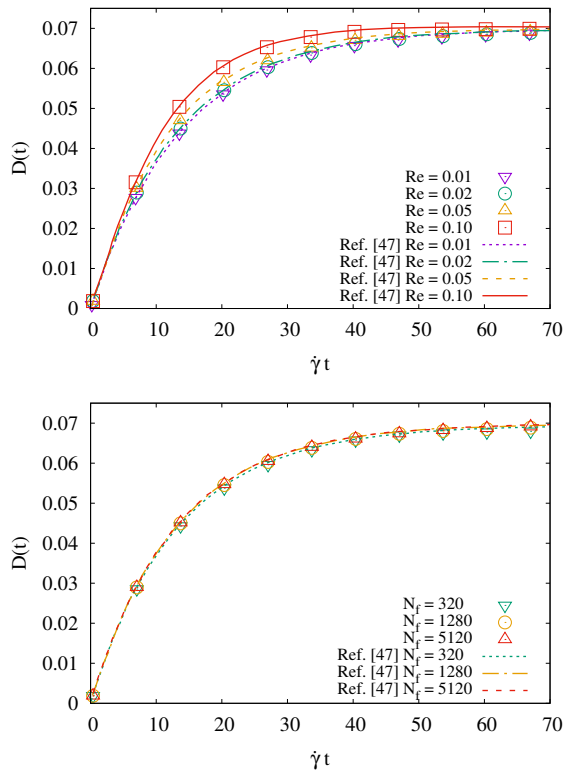 0.07
0.06
0.05
0.04
0.03
0.02
0.01
0
D(t)
Re = 0.01
Re = 0.02
Re = 0.05
Re = 0.10
Ref. [47] Re = 0.01
Ref. [47] Re = 0.02
Ref. [47] Re = 0.05
Ref. [47] Re = 0.10
0 10 20 30 40 50 60 70
γ̇ t
0.07
0.06
0.05
0.04
0.03
0.02
0.01
0
D(t)
N_f = 320
N_f = 1280
N_f = 5120
Ref. [47] N_f = 320
Ref. [47] N_f = 1280
Ref. [47] N_f = 5120
0 10 20 30 40 50 60 70
γ̇ t